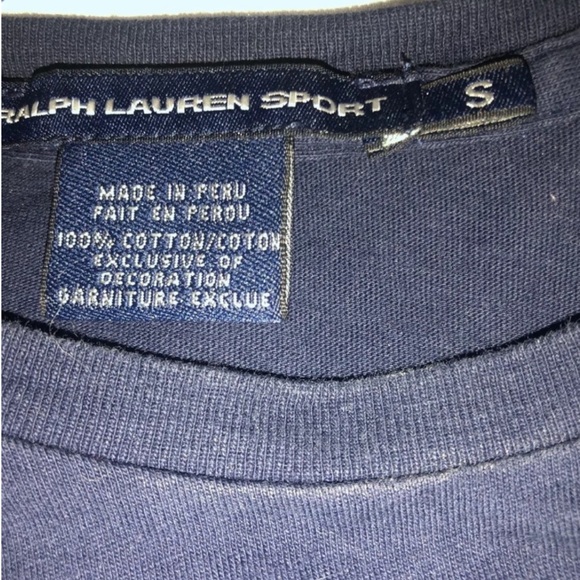 RALPH LAUREN SPORT S
MADE IN PERU
FAIT EN PEROU
100% COTTON/COTON
EXCLUSIVE OF
DECORATION
GARNITURE EXCLUE